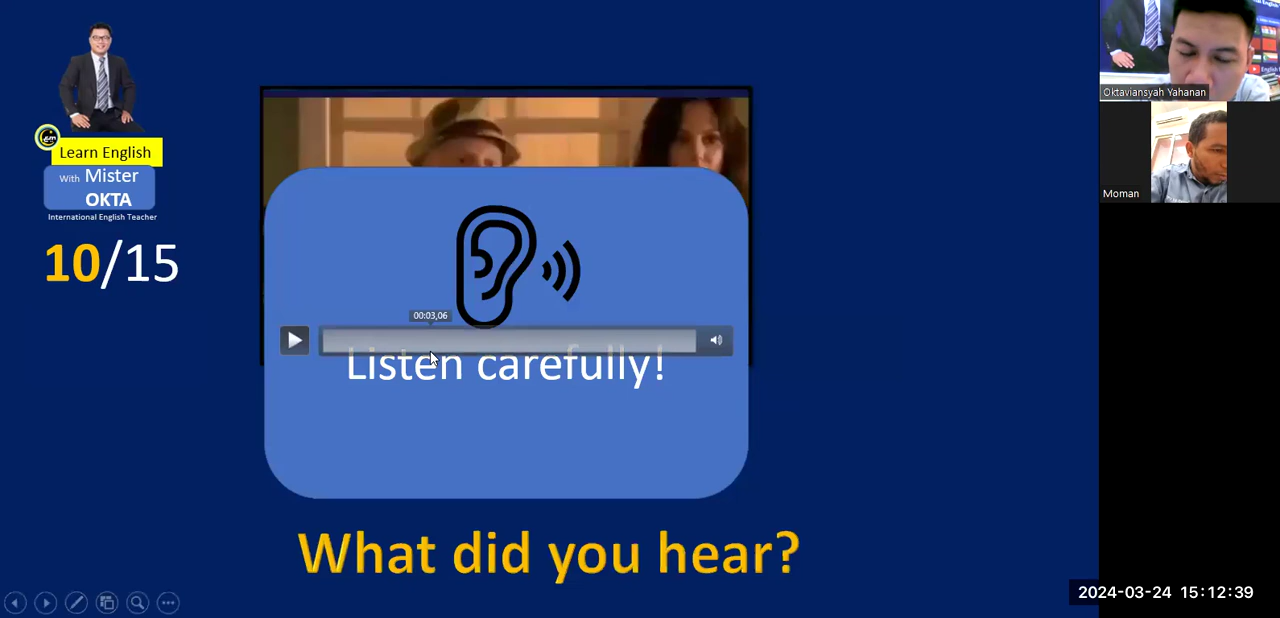 Learn English
With Mister
OKTA
International English Teacher
10/15
00:03,06
Listen carefully!
What did you hear?
Oktaviansyah Yahanan
Moman
2024-03-24 15:12:39